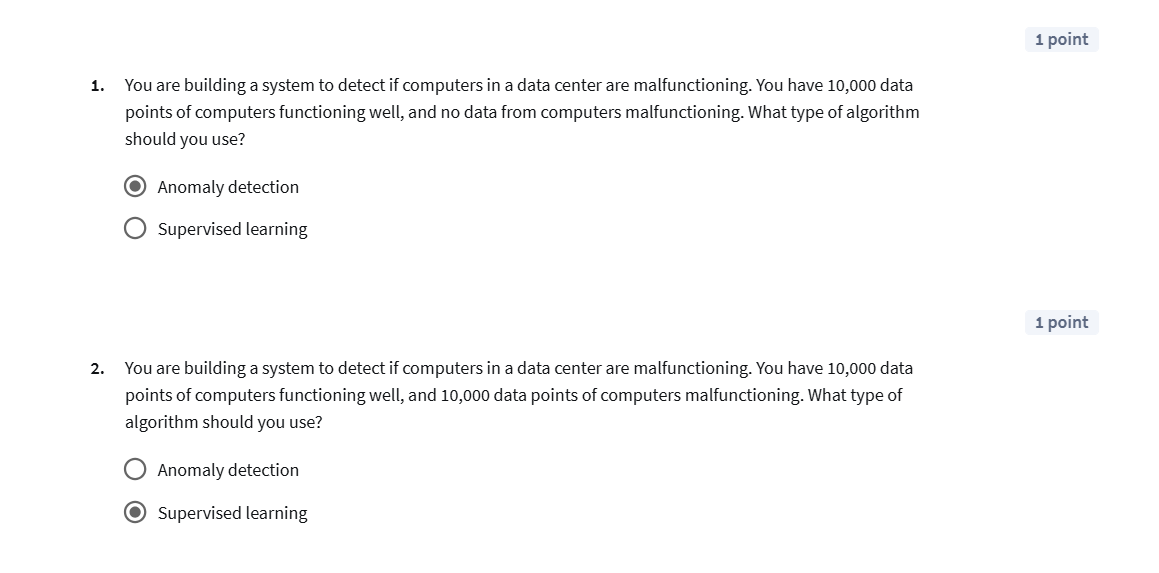 1 point
1. You are building a system to detect if computers in a data center are malfunctioning. You have 10,000 data
points of computers functioning well, and no data from computers malfunctioning. What type of algorithm
should you use?
Anomaly detection
Supervised learning
1 point
2. You are building a system to detect if computers in a data center are malfunctioning. You have 10,000 data
points of computers functioning well, and 10,000 data points of computers malfunctioning. What type of
algorithm should you use?
Anomaly detection
Supervised learning